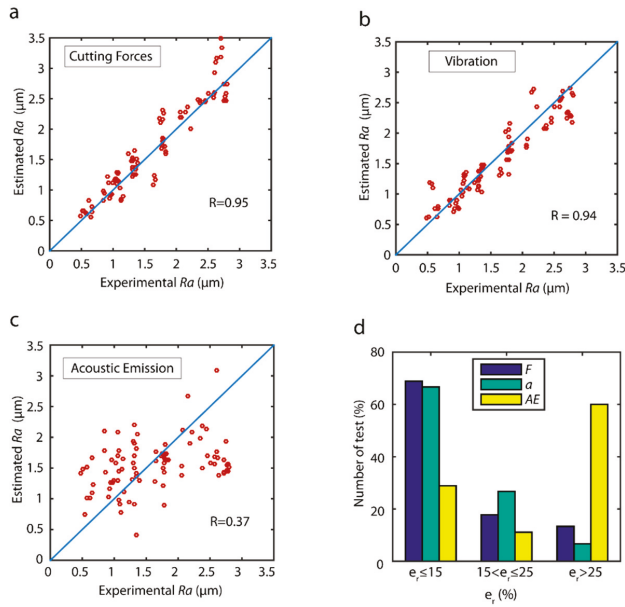 a
Cutting Forces
3.5
3
2.5
2
1.5
1
0.5
0
Estimated Ra (μm)
R=0.95
0 0.5 1 1.5 2 2.5 3 3.5
Experimental Ra (μm)
b
Vibration
3.5
3
2.5
2
1.5
1
0.5
0
Estimated Ra (μm)
R = 0.94
0 0.5 1 1.5 2 2.5 3 3.5
Experimental Ra (μm)
c
Acoustic Emission
3.5
3
2.5
2
1.5
1
0.5
0
Estimated Ra (μm)
R=0.37
0 0.5 1 1.5 2 2.5 3 3.5
Experimental Ra (μm)
d
F
a
AE
80
60
40
20
0
Number of test (%)
er≤15 15<er≤25 er>25
er (%)